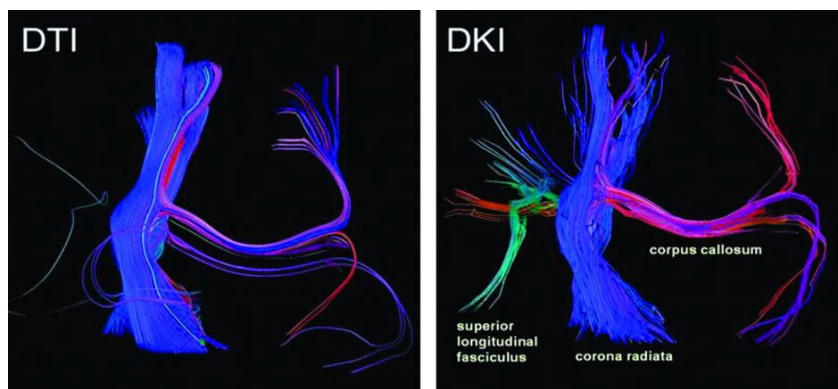 DTI
DKI
corpus callosum
superior
longitudinal
fasciculus
corona radiata